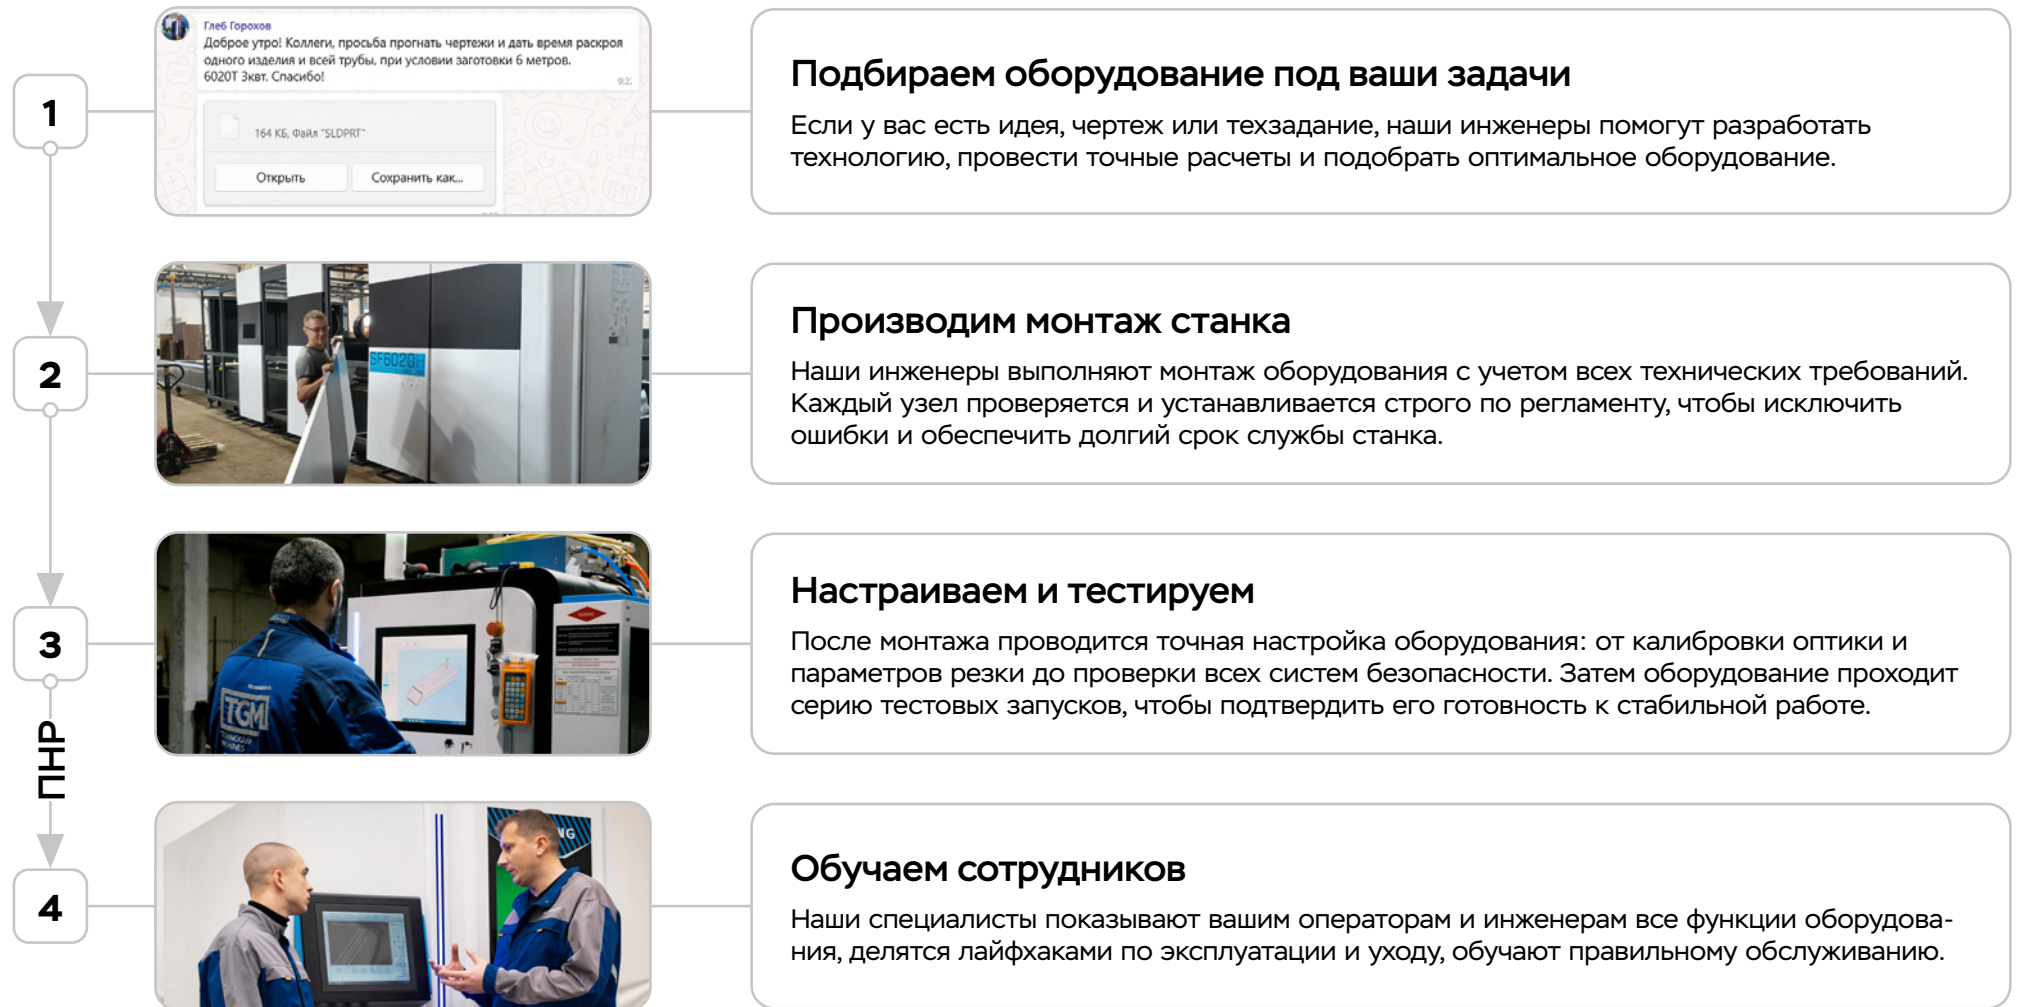 1
Глеб Горохов
Доброе утро! Коллеги, просьба прогнать чертежи и дать время раскроя
одного изделия и всей трубы, при условии заготовки 6 метров.
6020Т 3квт. Спасибо!
164 КБ, Файл "SLDPRT"
Открыть
Сохранить как...
Подбираем оборудование под ваши задачи
Если у вас есть идея, чертеж или техзадание, наши инженеры помогут разработать
технологию, провести точные расчеты и подобрать оптимальное оборудование.
2
SF6020H
Производим монтаж станка
Наши инженеры выполняют монтаж оборудования с учетом всех технических требований.
Каждый узел проверяется и устанавливается строго по регламенту, чтобы исключить
ошибки и обеспечить долгий срок службы станка.
3
TGM
Настраиваем и тестируем
После монтажа проводится точная настройка оборудования: от калибровки оптики и
параметров резки до проверки всех систем безопасности. Затем оборудование проходит
серию тестовых запусков, чтобы подтвердить его готовность к стабильной работе.
ПНР
4
Обучаем сотрудников
Наши специалисты показывают вашим операторам и инженерам все функции оборудова-
ния, делятся лайфхаками по эксплуатации и уходу, обучают правильному обслуживанию.